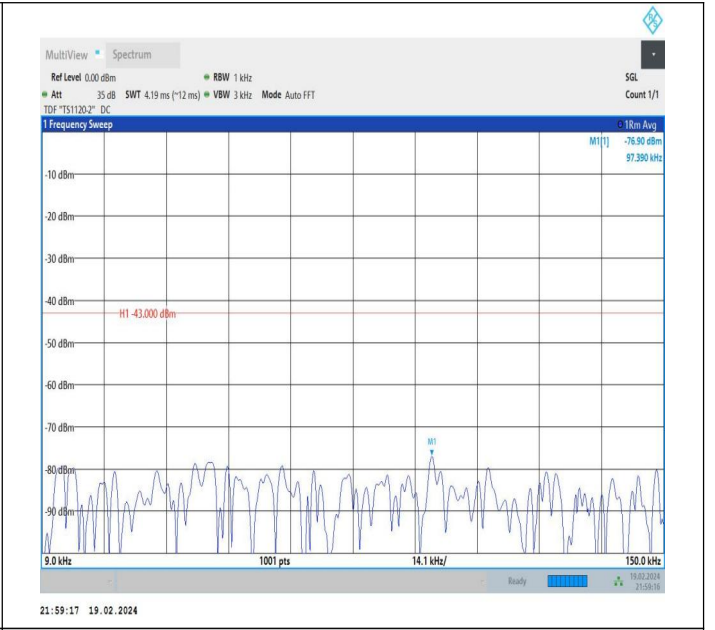 R
S
MultiView Spectrum
Ref Level 0.00 dBm RBW 1 kHz SGL
Att 35 dB SWT 4.19 ms (~12 ms) VBW 3 kHz Mode Auto FFT Count 1/1
TDF "TS1120-2" DC
1 Frequency Sweep 1Rm Avg
M1[1] -76.90 dBm
97.390 kHz
-10 dBm
-20 dBm
-30 dBm
-40 dBm
H1 -43.000 dBm
-50 dBm
-60 dBm
-70 dBm
M1
-80 dBm
-90 dBm
9.0 kHz 1001 pts 14.1 kHz/ 150.0 kHz
Ready 19.02.2024
21:59:16
21:59:17 19.02.2024